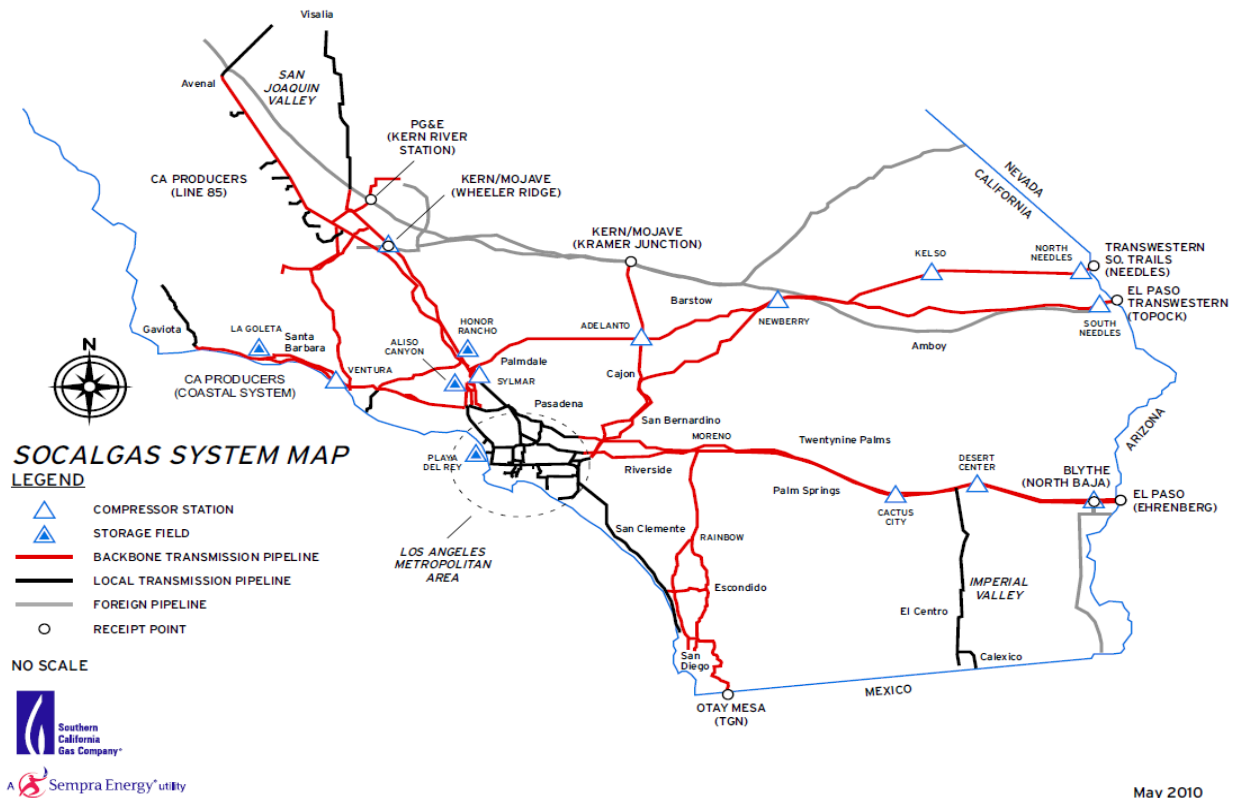 Visalia
Avenal
SAN
JOAQUIN
VALLEY
PG&E
(KERN RIVER
STATION)
CA PRODUCERS
(LINE 85)
KERN/MOJAVE
(WHEELER RIDGE)
NEVADA
CALIFORNIA
KERN/MOJAVE
(KRAMER JUNCTION)
KELSO
NORTH
NEEDLES
TRANSWESTERN
SO. TRAILS
(NEEDLES)
EL PASO
TRANSWESTERN
(TOPOCK)
Barstow
NEWBERRY
SOUTH
NEEDLES
Amboy
Gaviota
LA GOLETA
Santa
Barbara
HONOR
RANCHO
ADELANTO
ALISO
CANYON
Palmdale
SYLMAR
Cajon
VENTURA
CA PRODUCERS
(COASTAL SYSTEM)
N
Pasadena
San Bernardino
MORENO
Twentynine Palms
ARIZONA
PLAYA
DEL REY
Riverside
Palm Springs
DESERT
CENTER
BLYTHE
(NORTH BAJA)
EL PASO
(EHRENBERG)
CACTUS
CITY
San Clemente
RAINBOW
LOS ANGELES
METROPOLITAN
AREA
Escondido
IMPERIAL
VALLEY
El Centro
San
Diego
Calexico
MEXICO
OTAY MESA
(TGN)
SOCALGAS SYSTEM MAP
LEGEND
COMPRESSOR STATION
STORAGE FIELD
BACKBONE TRANSMISSION PIPELINE
LOCAL TRANSMISSION PIPELINE
FOREIGN PIPELINE
RECEIPT POINT
NO SCALE
Southern
California
Gas Company®
A Sempra Energy® utility
May 2010